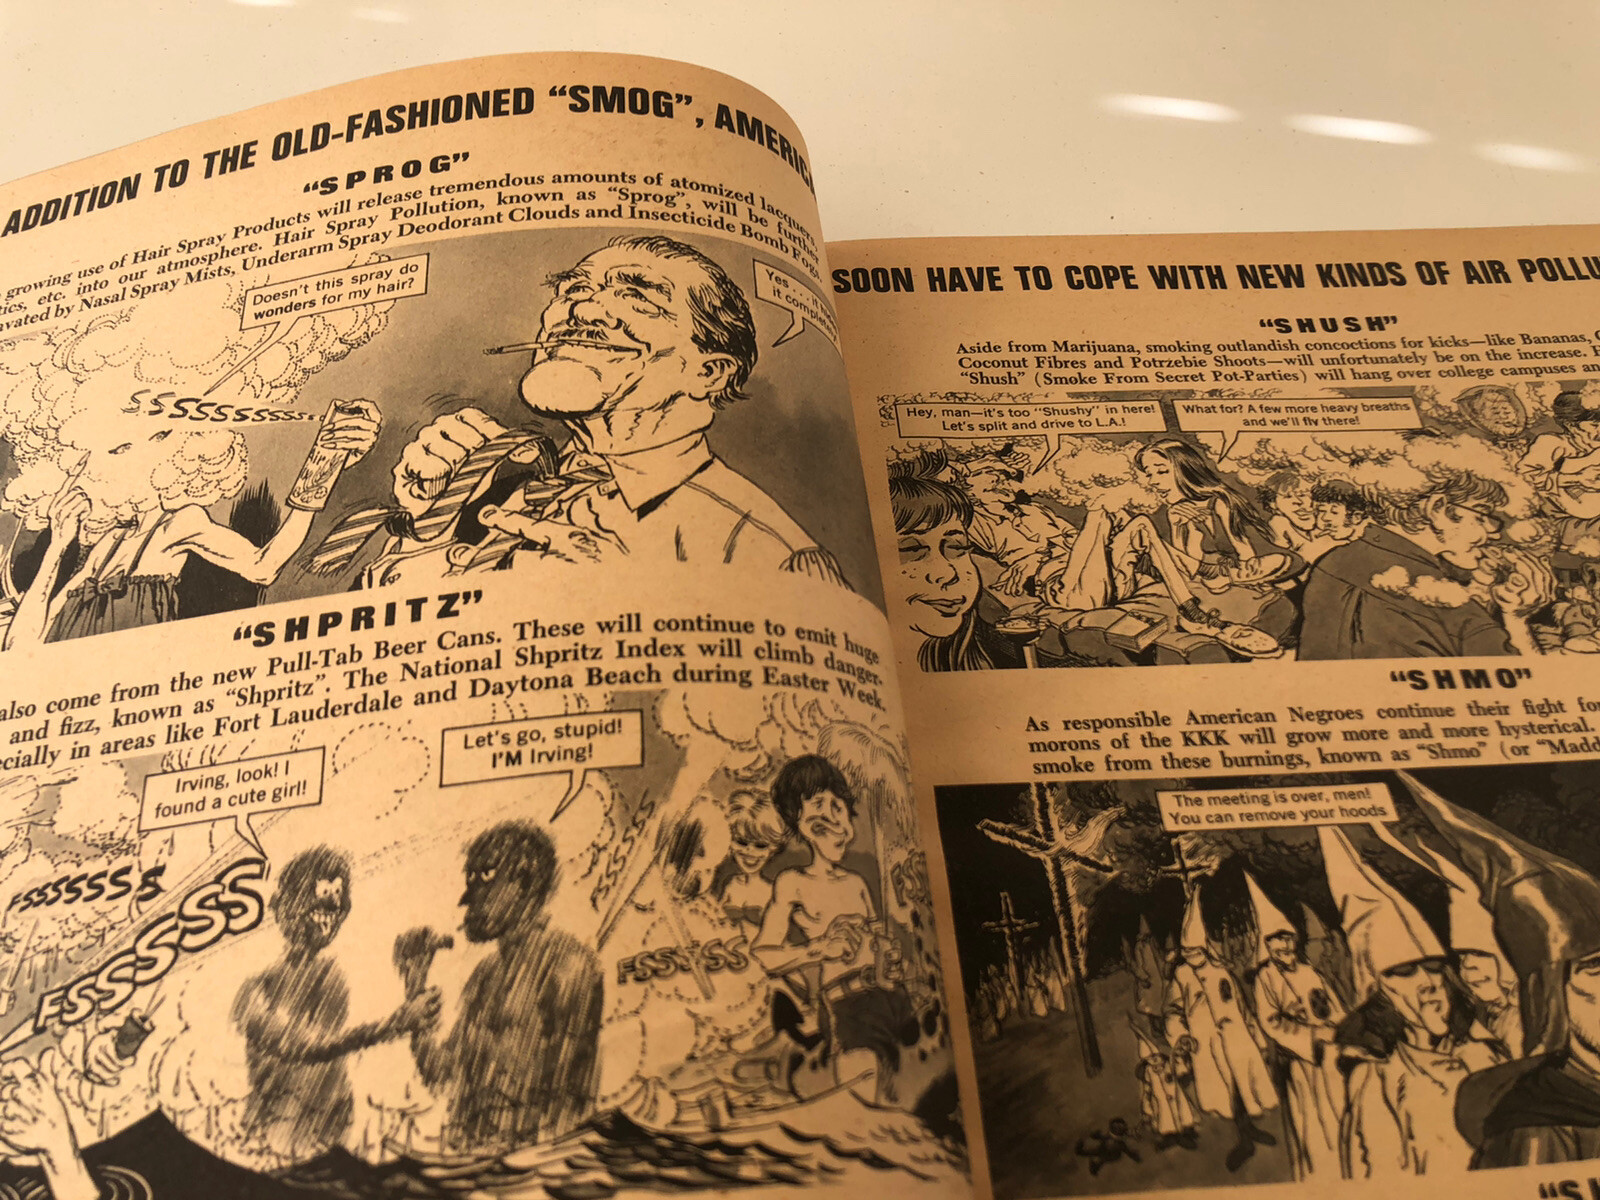 ADDITION TO THE OLD-FASHIONED “SMOG”, AMERIC
“SPROG”
growing use of Hair Spray Products will release tremendous amounts of atomized lacquers,
etc. into our atmosphere. Hair Spray Pollution, known as “Sprog”, will be further
by Nasal Spray Mists, Underarm Spray Deodorant Clouds and Insecticide Bomb Fogs.
Doesn’t this spray do
wonders for my hair?
Yes . . .
it completely
SSSSSSSSSS...
“SHPRITZ”
also come from the new Pull-Tab Beer Cans. These will continue to emit huge
and fizz, known as “Shpritz”. The National Shpritz Index will climb danger-
in areas like Fort Lauderdale and Daytona Beach during Easter Week.
Irving, look! I
found a cute girl!
Let’s go, stupid!
I’M Irving!
FSSSSSS
FSSSSSSS
FSSSS
FSSSSS
SOON HAVE TO COPE WITH NEW KINDS OF AIR POLLU
“SHUSH”
Aside from Marijuana, smoking outlandish concoctions for kicks—like Bananas,
Coconut Fibres and Potrzebie Shoots—will unfortunately be on the increase.
“Shush” (Smoke From Secret Pot-Parties) will hang over college campuses
Hey, man—it’s too “Shushy” in here!
Let’s split and drive to L.A.!
What for? A few more heavy breaths
and we’ll fly there!
“SHMO”
As responsible American Negroes continue their fight
morons of the KKK will grow more and more hysterical.
smoke from these burnings, known as “Shmo” (or “Madd
The meeting is over, men!
You can remove your hoods